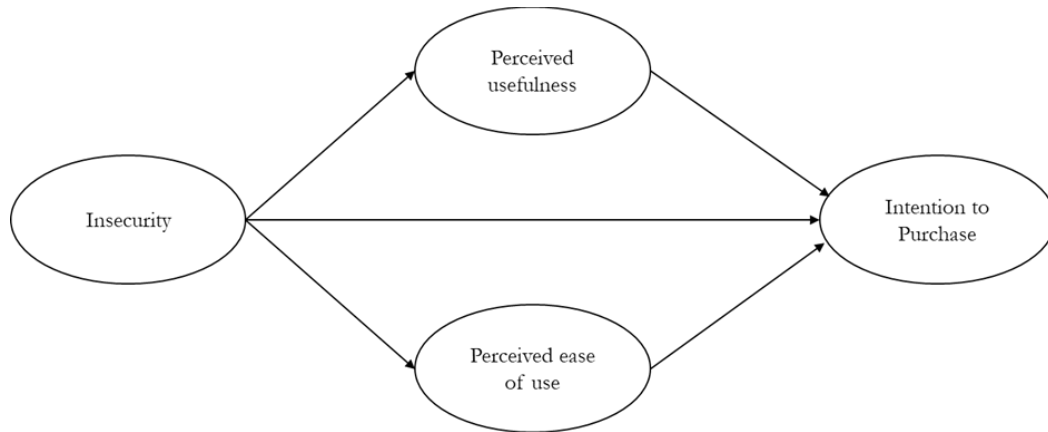 Perceived
usefulness
Insecurity
Intention to
Purchase
Perceived ease
of use